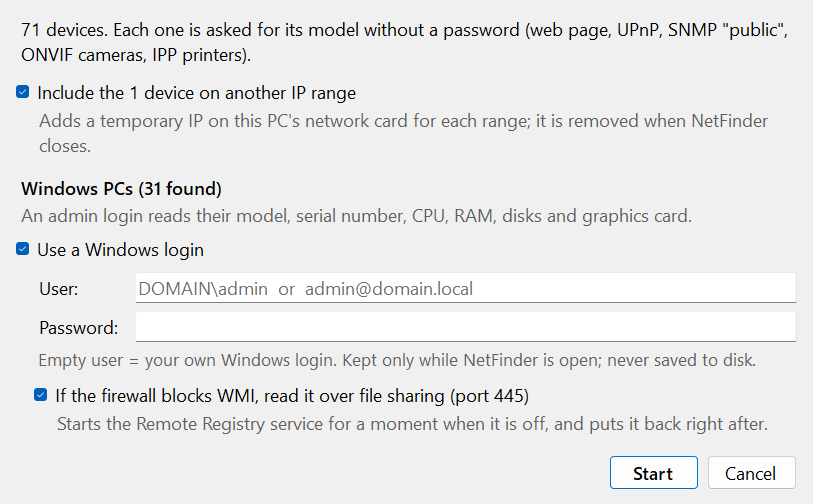 71 devices. Each one is asked for its model without a password (web page, UPnP, SNMP "public",
ONVIF cameras, IPP printers).
Include the 1 device on another IP range
Adds a temporary IP on this PC's network card for each range; it is removed when NetFinder
closes.
Windows PCs (31 found)
An admin login reads their model, serial number, CPU, RAM, disks and graphics card.
Use a Windows login
User: DOMAIN\admin or admin@domain.local
Password:
Empty user = your own Windows login. Kept only while NetFinder is open; never saved to disk.
If the firewall blocks WMI, read it over file sharing (port 445)
Starts the Remote Registry service for a moment when it is off, and puts it back right after.
Start Cancel